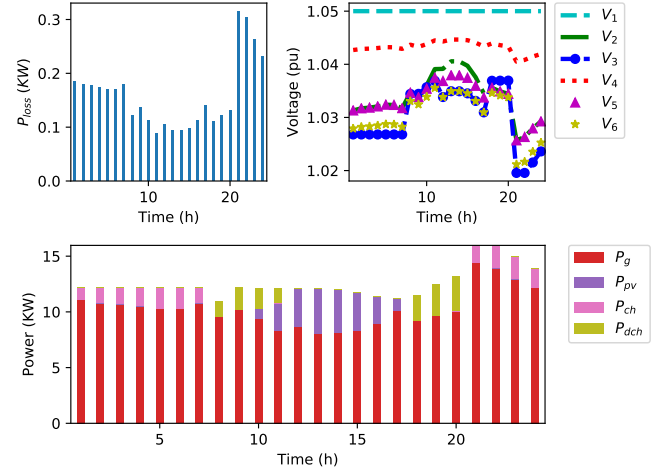 P_loss (KW)
0.3
0.2
0.1
0.0
10
20
Time (h)
Voltage (pu)
1.05
1.04
1.03
1.02
10
20
Time (h)
V_1
V_2
V_3
V_4
V_5
V_6
Power (KW)
15
10
5
0
5
10
15
20
Time (h)
P_g
P_pv
P_ch
P_dch